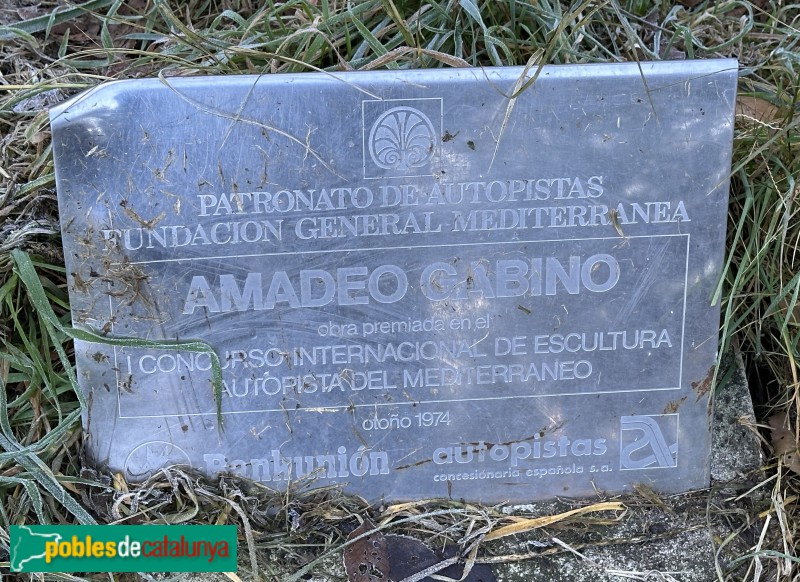 PATRONATO DE AUTOPISTAS
FUNDACION GENERAL MEDITERRANEA
AMADEO GABINO
obra premiada en el
I CONCURSO INTERNACIONAL DE ESCULTURA
AUTOPISTA DEL MEDITERRANEO
otoño 1974
Bankunión
autopistas
concesionaria española s.a.
poblesdecatalunya